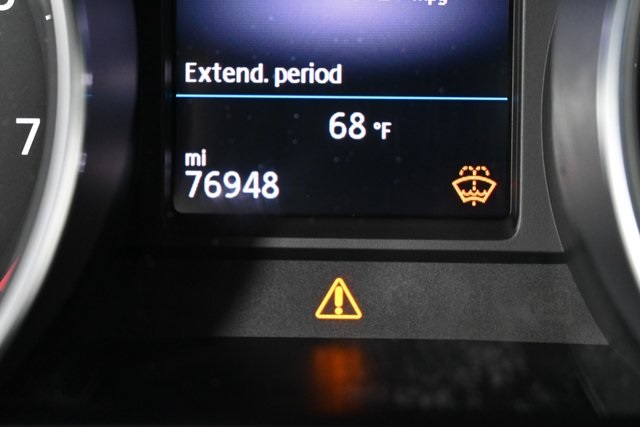 Extend. period
68 °F
7
mi
76948